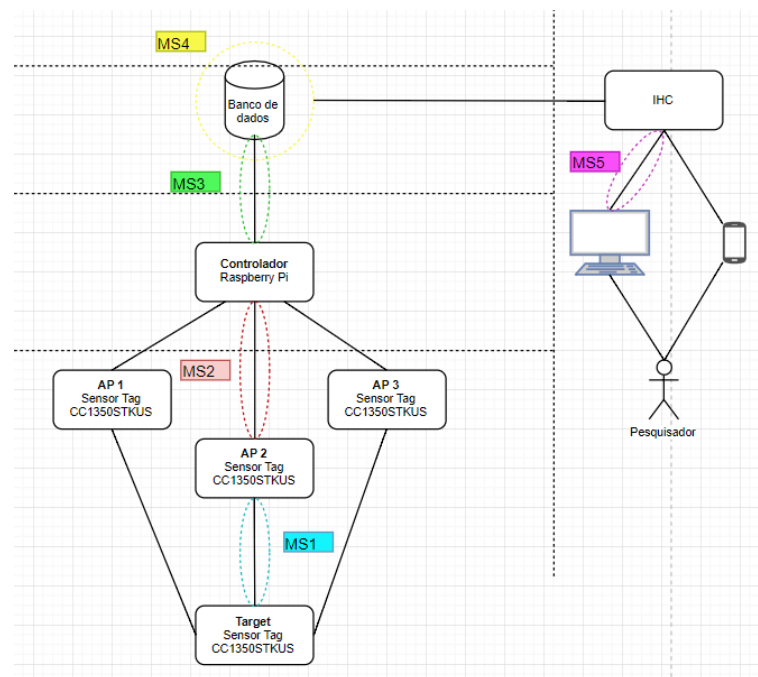 MS4
Banco de
dados
IHC
MS5
MS3
Controlador
Raspberry Pi
MS2
AP 1
Sensor Tag
CC1350STKUS
AP 3
Sensor Tag
CC1350STKUS
AP 2
Sensor Tag
CC1350STKUS
Pesquisador
MS1
Target
Sensor Tag
CC1350STKUS